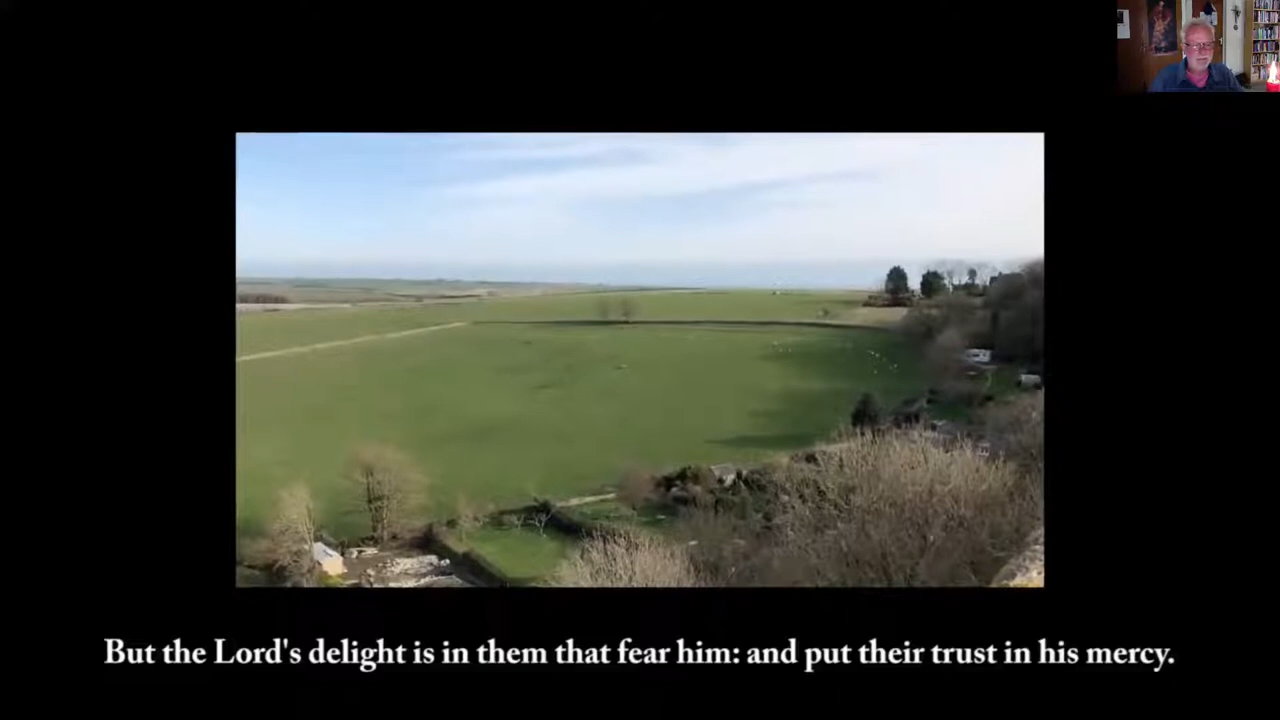 But the Lord's delight is in them that fear him: and put their trust in his mercy.